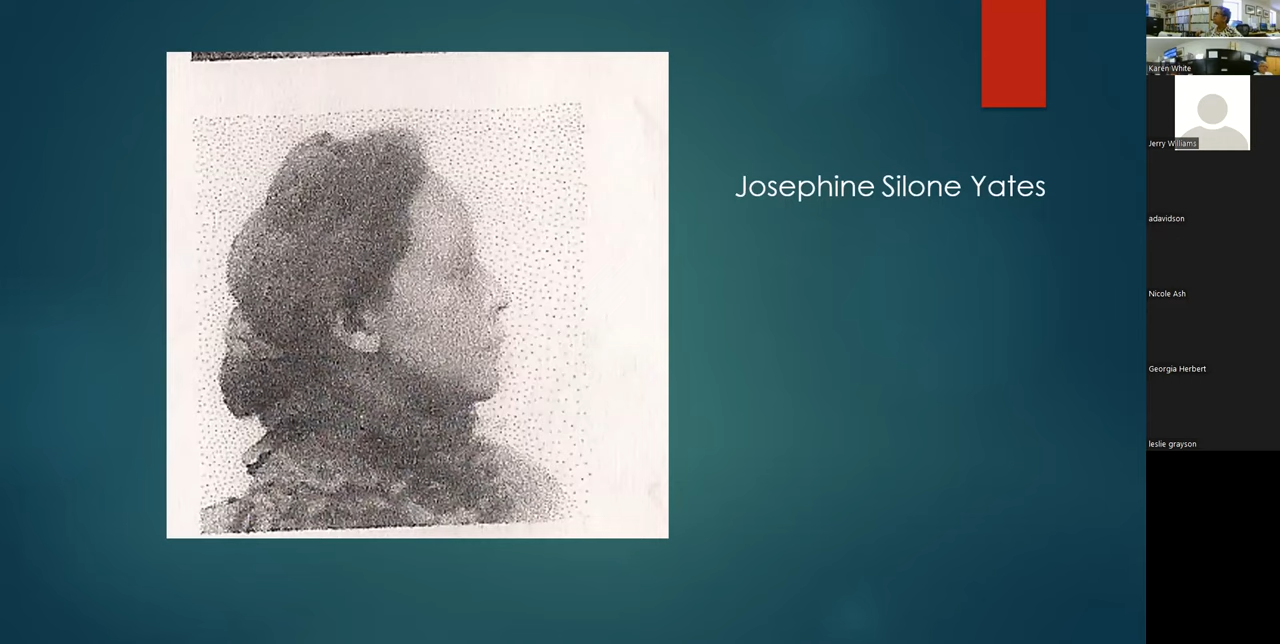 Josephine Silone Yates
Karen White
Jerry Williams
adavidson
Nicole Ash
Georgia Herbert
leslie grayson